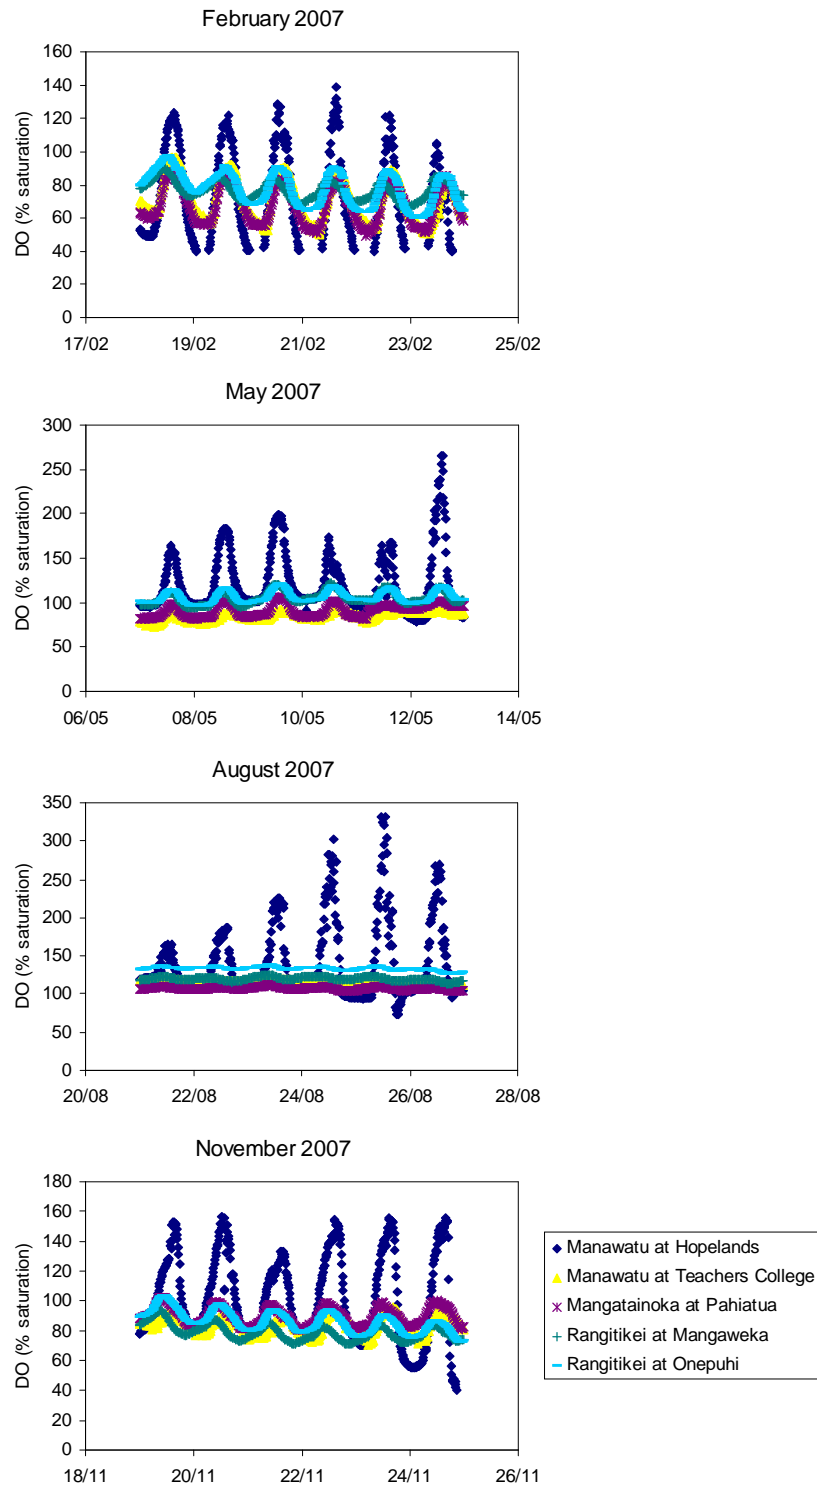 February 2007
160
140
120
100
80
60
40
20
0
DO (% saturation)
17/02 19/02 21/02 23/02 25/02
May 2007
300
250
200
150
100
50
0
DO (% saturation)
06/05 08/05 10/05 12/05 14/05
August 2007
350
300
250
200
150
100
50
0
DO (% saturation)
20/08 22/08 24/08 26/08 28/08
November 2007
180
160
140
120
100
80
60
40
20
0
DO (% saturation)
18/11 20/11 22/11 24/11 26/11
Manawatu at Hopelands
Manawatu at Teachers College
Mangatainoka at Pahiatua
Rangitikei at Mangaweka
Rangitikei at Onepuhi